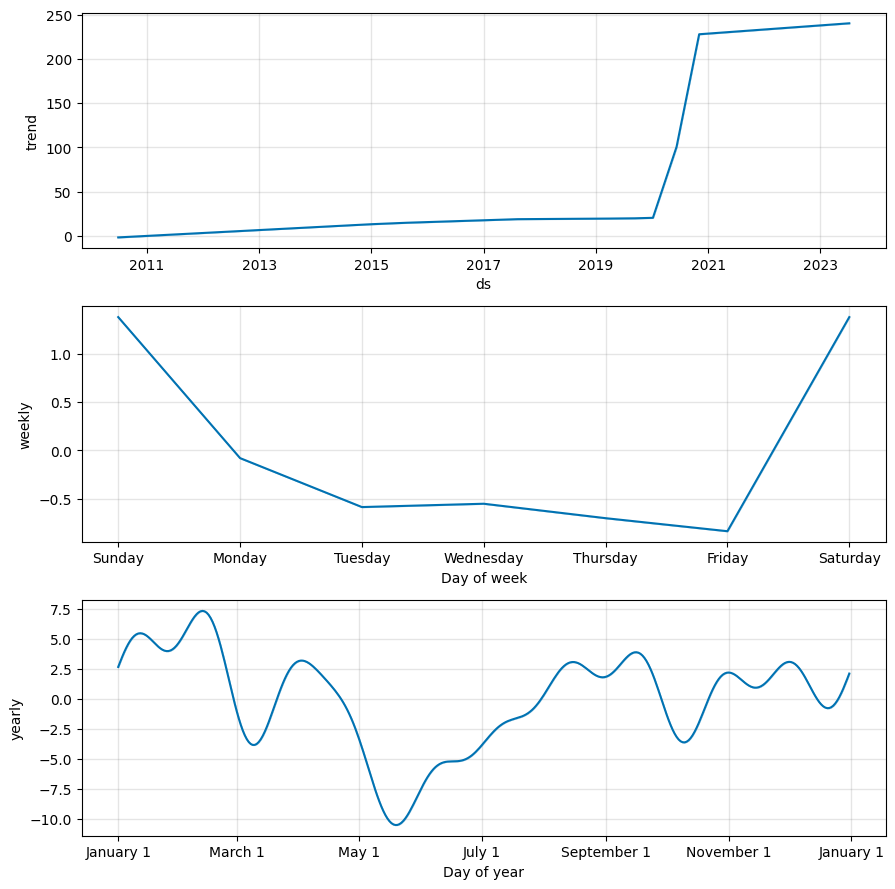 250
200
150
100
50
0
trend
2011 2013 2015 2017 2019 2021 2023
ds
1.0
0.5
0.0
−0.5
weekly
Sunday Monday Tuesday Wednesday Thursday Friday Saturday
Day of week
7.5
5.0
2.5
0.0
−2.5
−5.0
−7.5
−10.0
yearly
January 1 March 1 May 1 July 1 September 1 November 1 January 1
Day of year